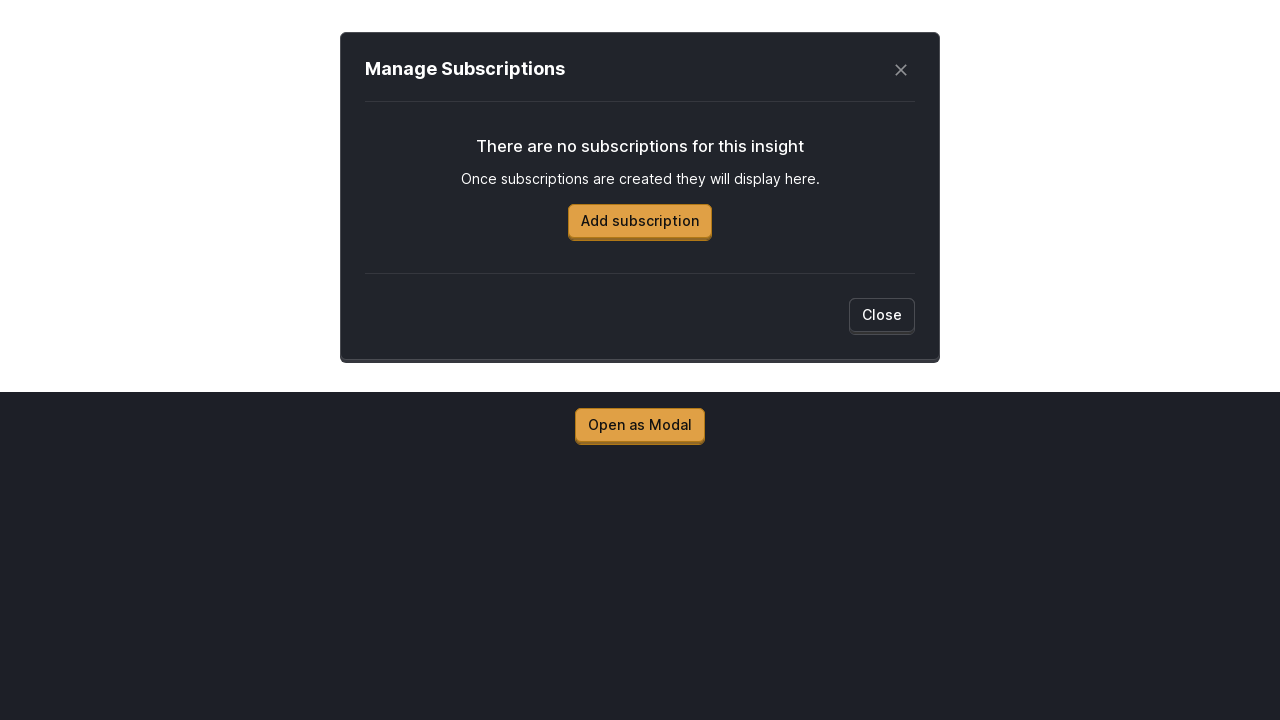 Manage Subscriptions
There are no subscriptions for this insight
Once subscriptions are created they will display here.
Add subscription
Close
Open as Modal